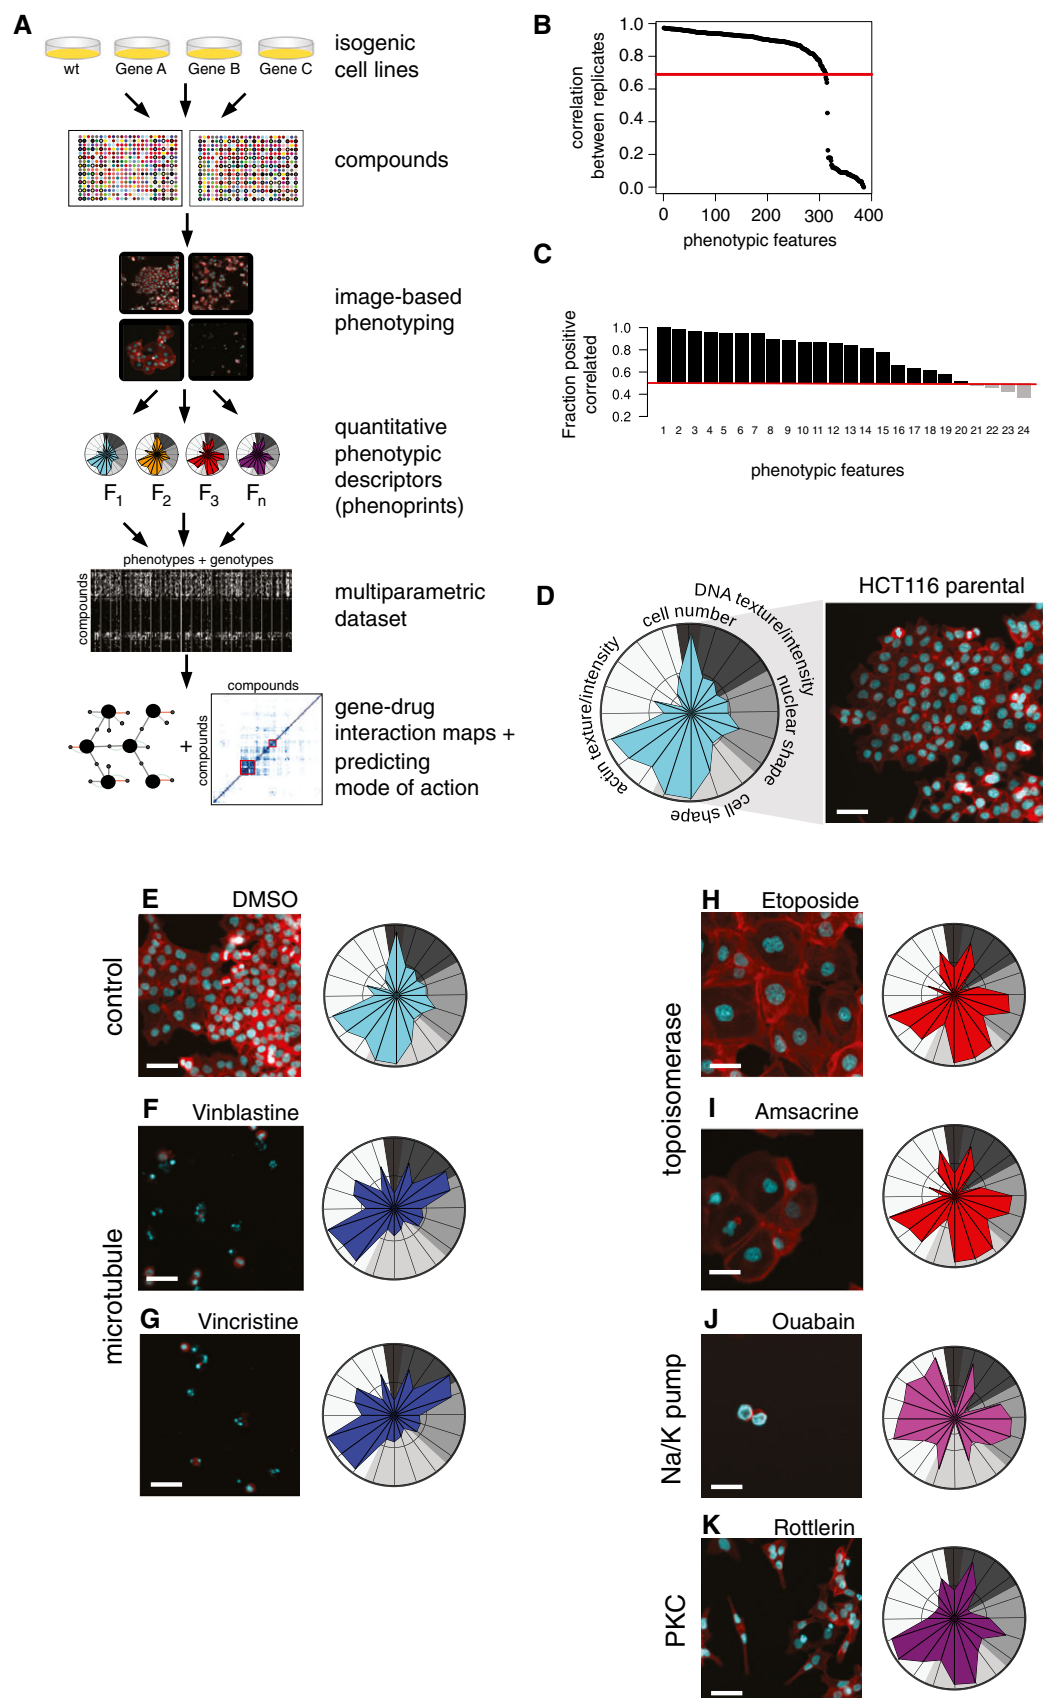 A
isogenic
cell lines
wt
Gene A
Gene B
Gene C
compounds
image-based
phenotyping
quantitative
phenotypic
descriptors
(phenoprints)
F1
F2
F3
Fn
phenotypes + genotypes
compounds
multiparametric
dataset
compounds
compounds
+
gene-drug
interaction maps +
predicting
mode of action
B
correlation
between replicates
1.0
0.8
0.6
0.4
0.2
0.0
0
100
200
300
400
phenotypic features
C
Fraction positive
correlated
1.0
0.8
0.6
0.4
0.2
1 2 3 4 5 6 7 8 9 10 11 12 13 14 15 16 17 18 19 20 21 22 23 24
phenotypic features
D
cell number
DNA texture/intensity
nuclear shape
cell shape
actin texture/intensity
HCT116 parental
E
DMSO
control
F
Vinblastine
microtubule
G
Vincristine
H
Etoposide
topoisomerase
I
Amsacrine
J
Ouabain
Na/K pump
K
Rottlerin
PKC